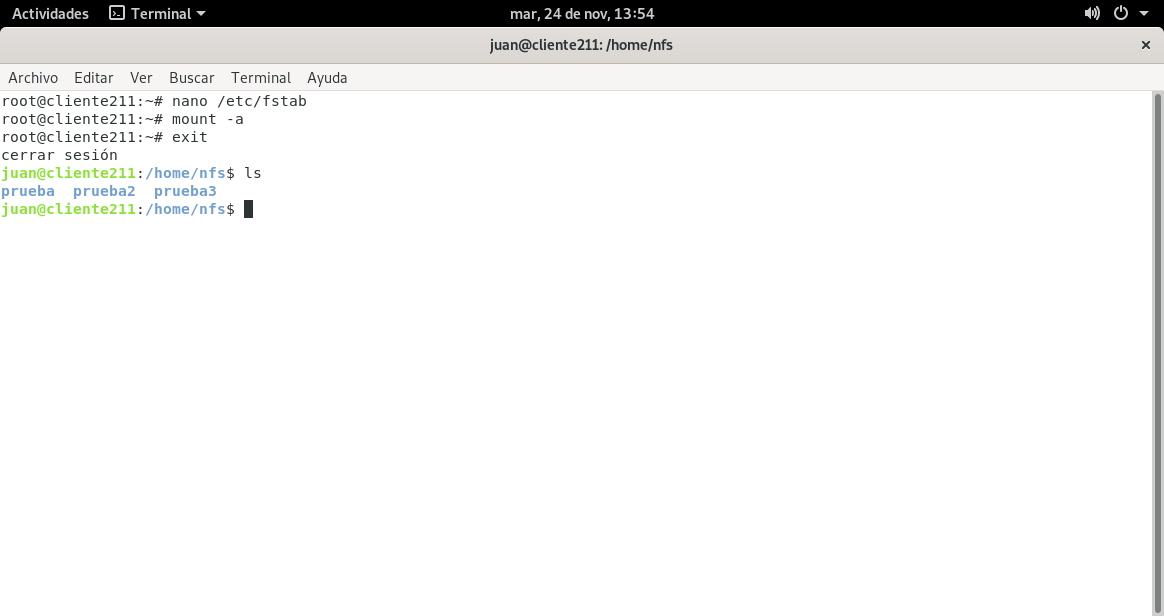 Actividades Terminal mar, 24 de nov, 13:54
juan@cliente211: /home/nfs ×
Archivo Editar Ver Buscar Terminal Ayuda
root@cliente211:~# nano /etc/fstab
root@cliente211:~# mount -a
root@cliente211:~# exit
cerrar sesión
juan@cliente211:/home/nfs$ ls
prueba  prueba2  prueba3
juan@cliente211:/home/nfs$